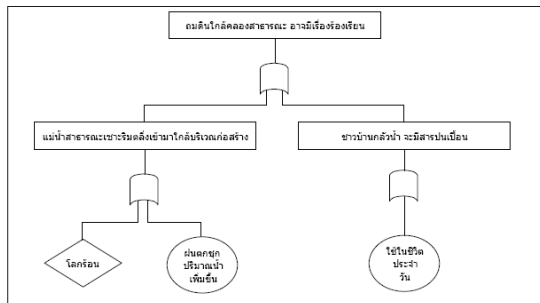 ถมดินใกล้คลองสาธารณะ อาจมีเรื่องร้องเรียน
แม่น้ำสาธารณะเซาะริมตลิ่งเข้ามาใกล้บริเวณก่อสร้าง
ชาวบ้านกลัวน้ำ จะมีสารปนเปื้อน
โลกร้อน
ฝนตกชุก
ปริมาณน้ำ
เพิ่มขึ้น
ใช้ในชีวิต
ประจำ
วัน